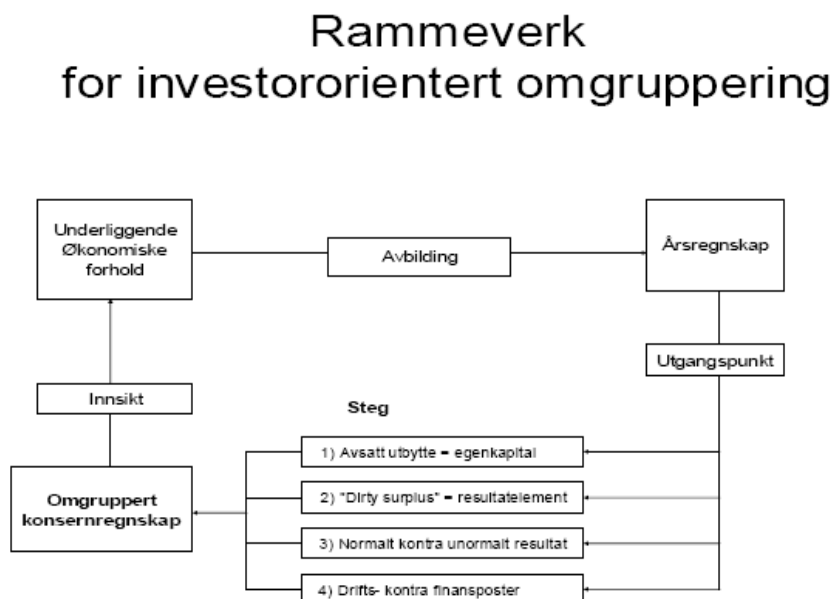 Rammeverk
for investororientert omgruppering
Underliggende
Økonomiske
forhold
Avbilding
Årsregnskap
Utgangspunkt
Innsikt
Steg
1) Avsatt utbytte = egenkapital
2) "Dirty surplus" = resultatelement
3) Normalt kontra unormalt resultat
4) Drifts- kontra finansposter
Omgruppert
konsernregnskap